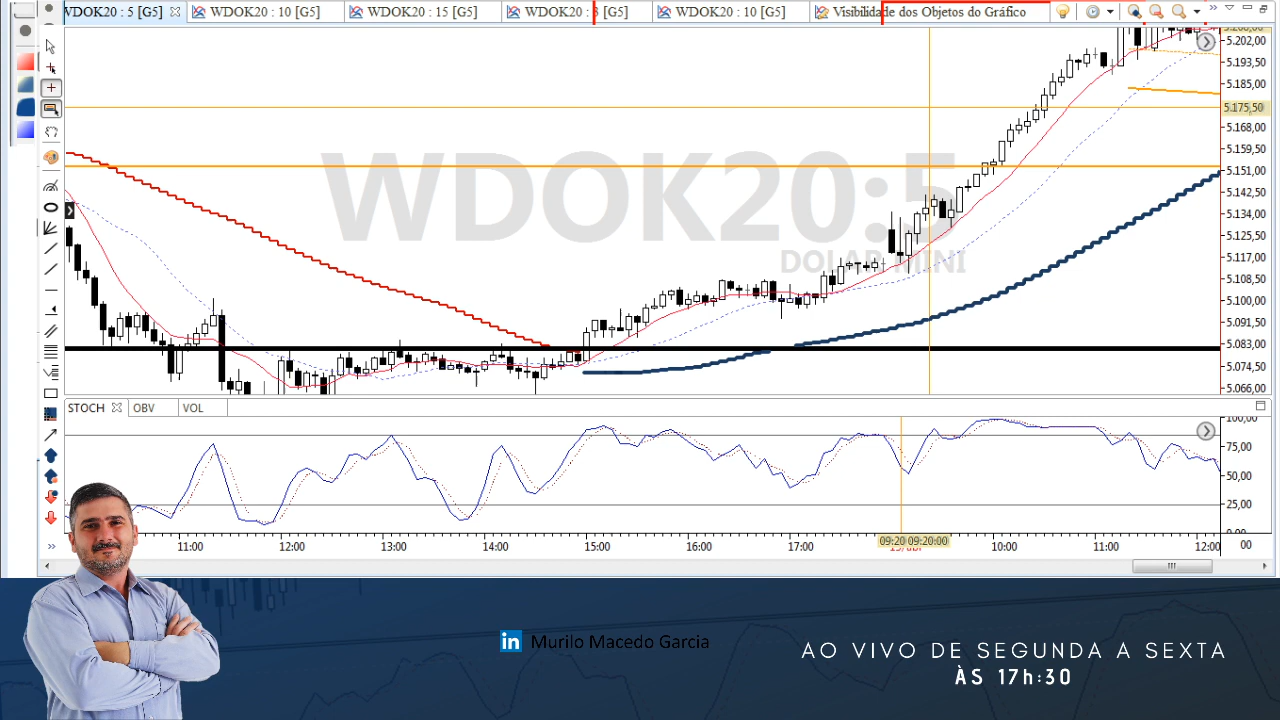 WDOK20 : 5 [G5]
WDOK20 : 10 [G5]
WDOK20 : 15 [G5]
WDOK20 : [G5]
WDOK20 : 10 [G5]
Visibilidade dos Objetos do Gráfico
5.202,00
5.193,50
5.185,00
5.175,50
5.168,00
5.159,50
5.151,00
5.142,50
5.134,00
5.125,50
5.117,00
5.108,50
5.100,00
5.091,50
5.083,00
5.074,50
5.066,00
WDOK20:5
DOLAR MINI
STOCH
OBV
VOL
100,00
75,00
50,00
25,00
0,00
11:00
12:00
13:00
14:00
15:00
16:00
17:00
09:20 09:20:00
10:00
11:00
12:00
00
in
Murilo Macedo Garcia
AO VIVO DE SEGUNDA A SEXTA
ÀS 17h:30